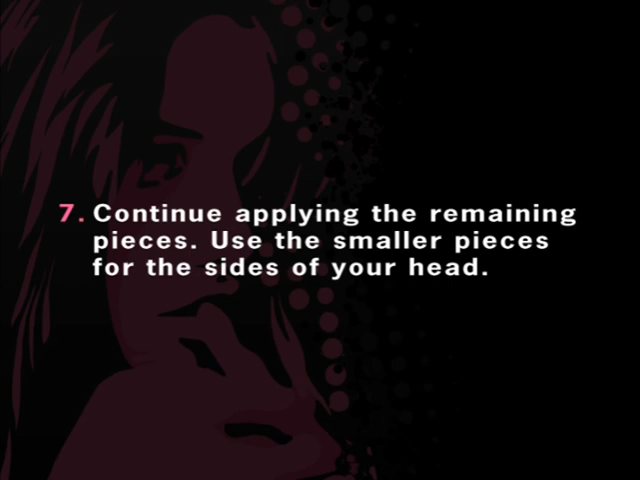 7. Continue applying the remaining
pieces. Use the smaller pieces
for the sides of your head.